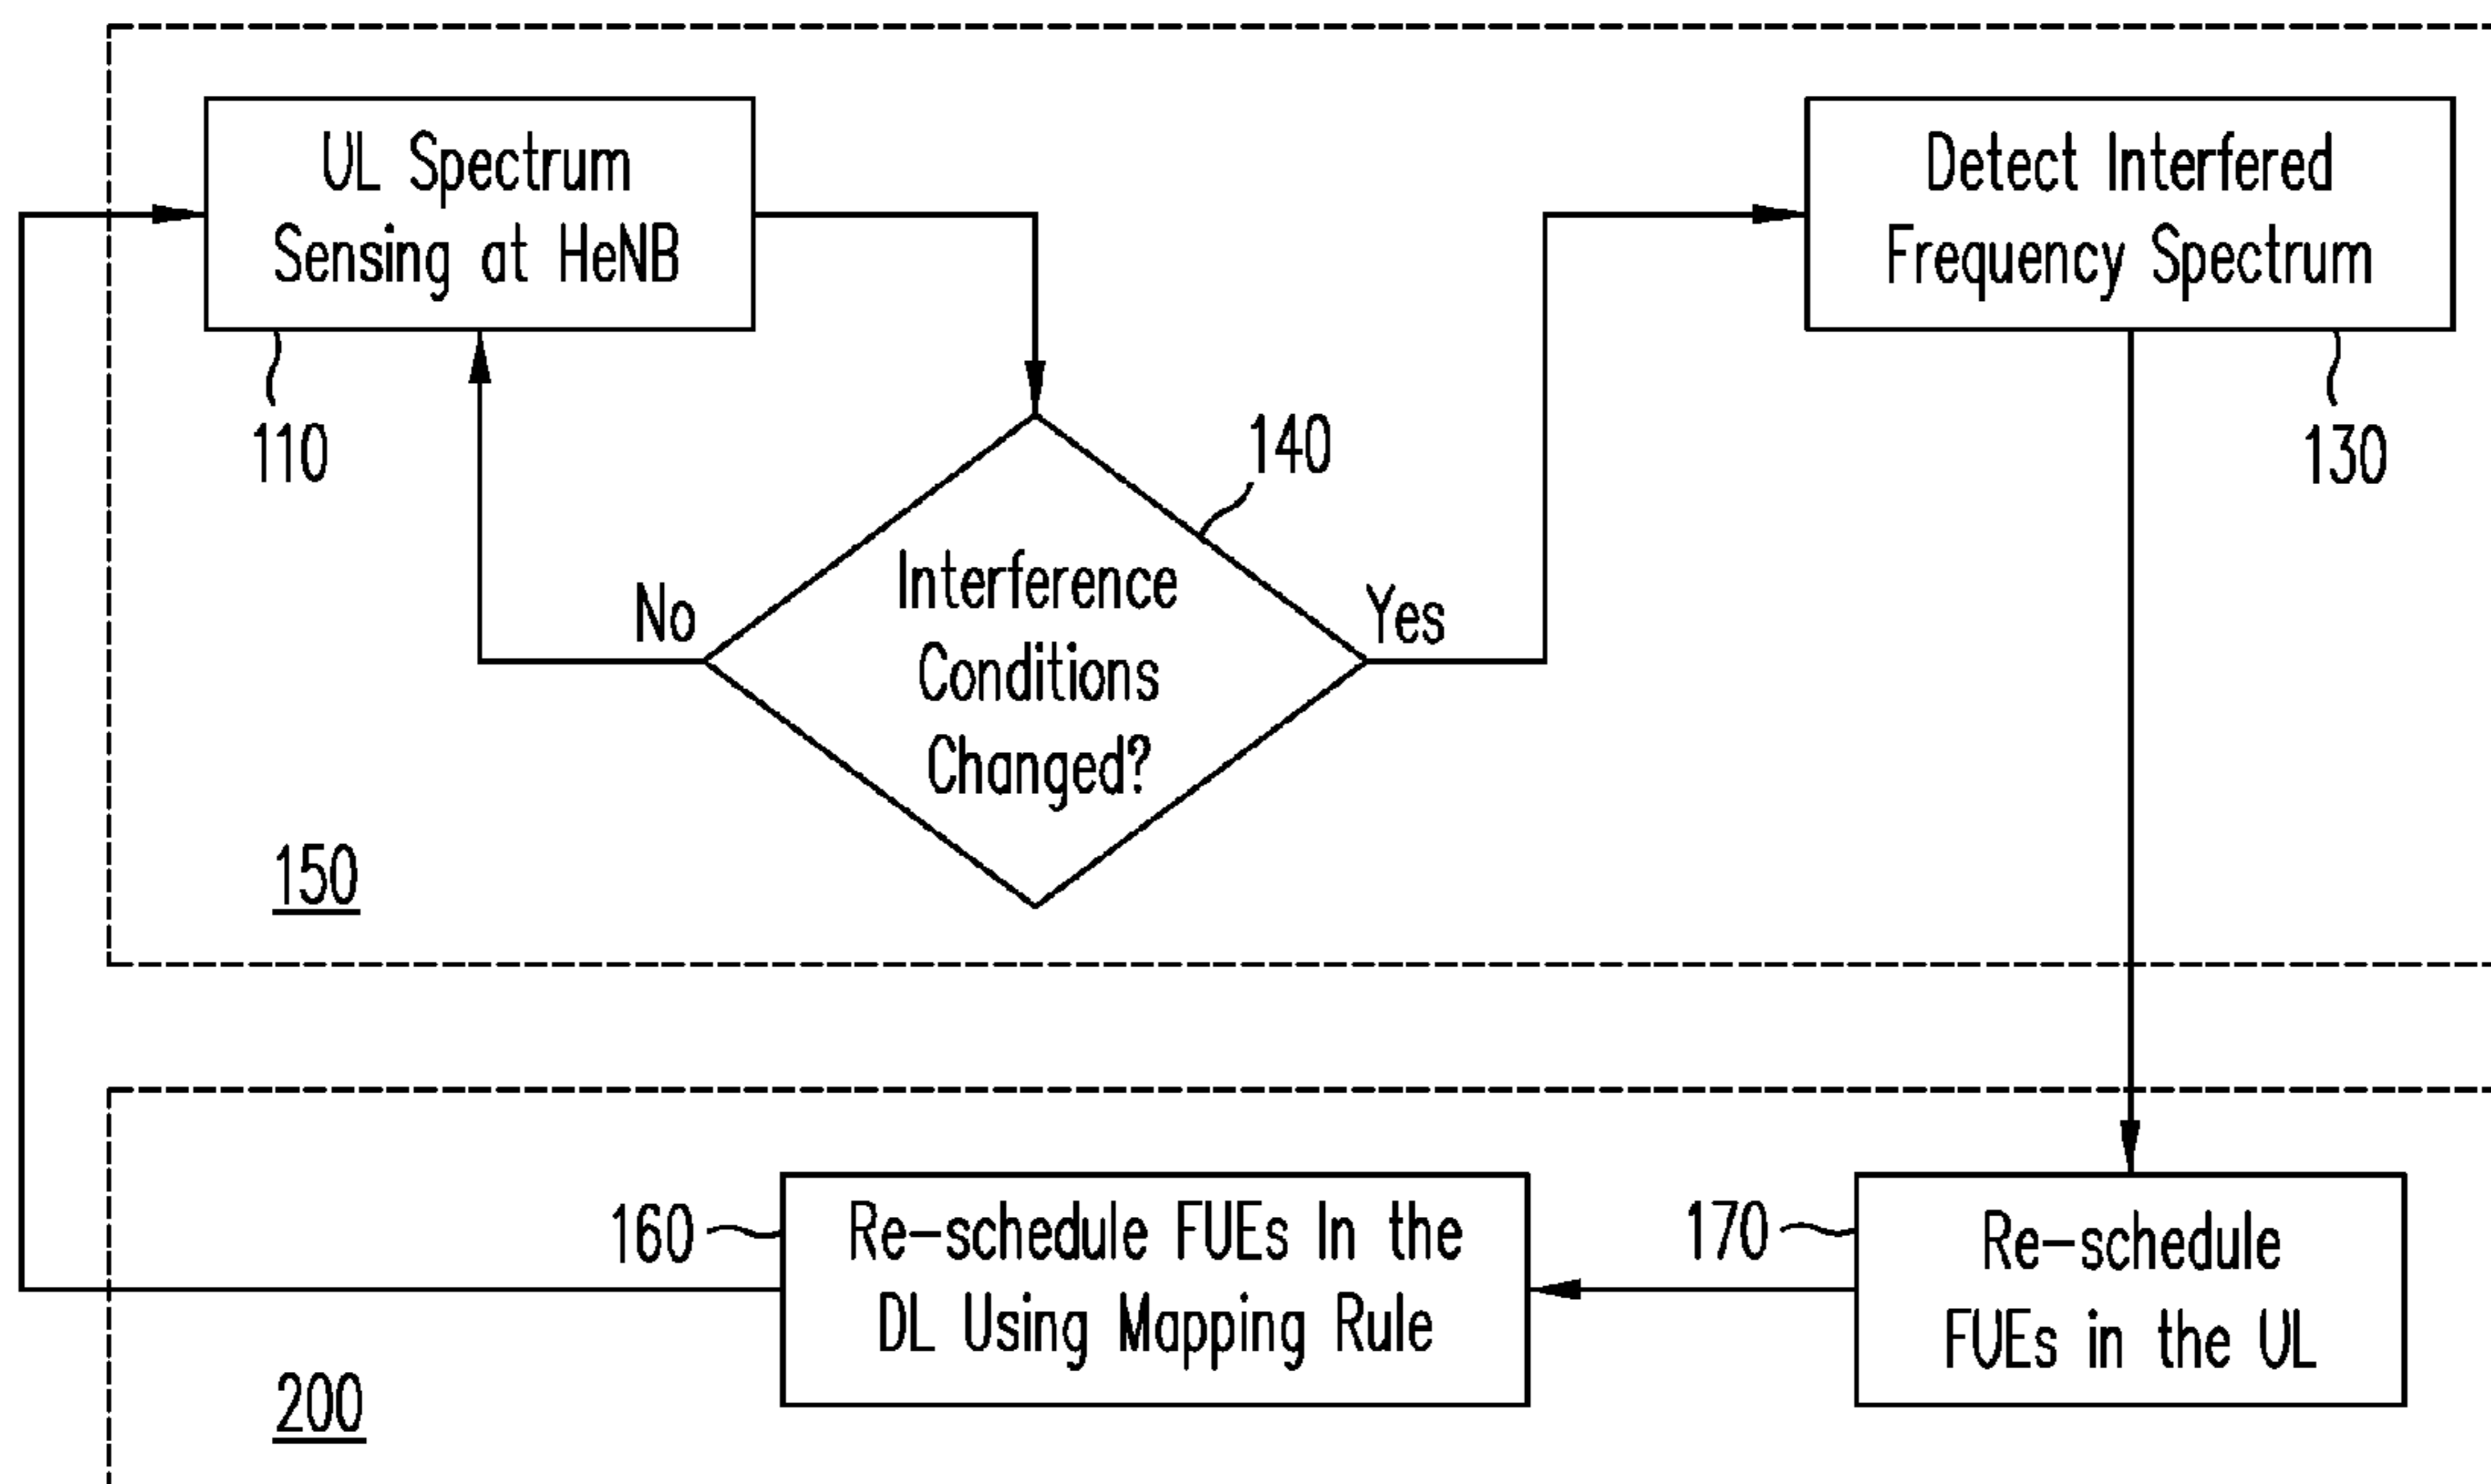 UL Spectrum
Sensing at HeNB
110
Detect Interfered
Frequency Spectrum
130
140
Interference
Conditions
Changed?
No
Yes
150
160
Re-schedule FUEs In the
DL Using Mapping Rule
170
Re-schedule
FUEs in the UL
200